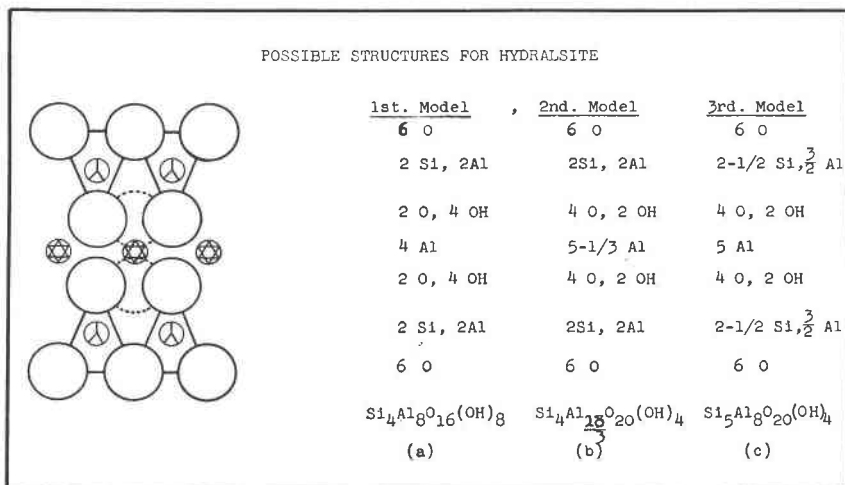 POSSIBLE STRUCTURES FOR HYDRALSITE
1st. Model , 2nd. Model 3rd. Model
6 O 6 O 6 O
2 Si, 2Al 2Si, 2Al 2-1/2 Si, 3/2 Al
2 O, 4 OH 4 O, 2 OH 4 O, 2 OH
4 Al 5-1/3 Al 5 Al
2 O, 4 OH 4 O, 2 OH 4 O, 2 OH
2 Si, 2Al 2Si, 2Al 2-1/2 Si, 3/2 Al
6 O 6 O 6 O
Si4Al8O16(OH)8 Si4Al28/3O20(OH)4 Si5Al8O20(OH)4
(a) (b) (c)